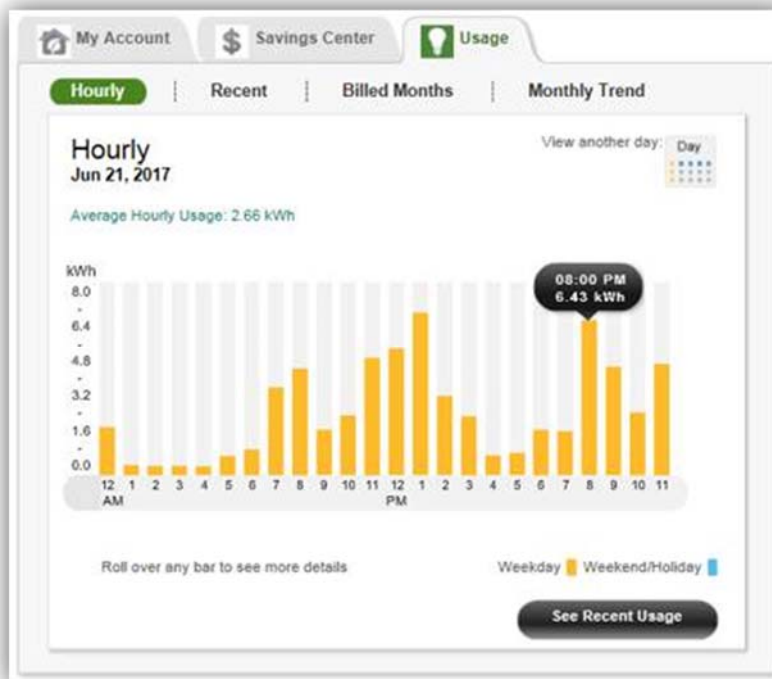 My Account
Savings Center
Usage
Hourly
Recent
Billed Months
Monthly Trend
Hourly
View another day:
Day
Jun 21, 2017
Average Hourly Usage: 2.66 kWh
kWh
08:00 PM
6.43 kWh
8.0
-
6.4
-
4.8
-
3.2
-
1.6
-
0.0
12 1 2 3 4 5 6 7 8 9 10 11 12 1 2 3 4 5 6 7 8 9 10 11
AM PM
Roll over any bar to see more details
Weekday Weekend/Holiday
See Recent Usage